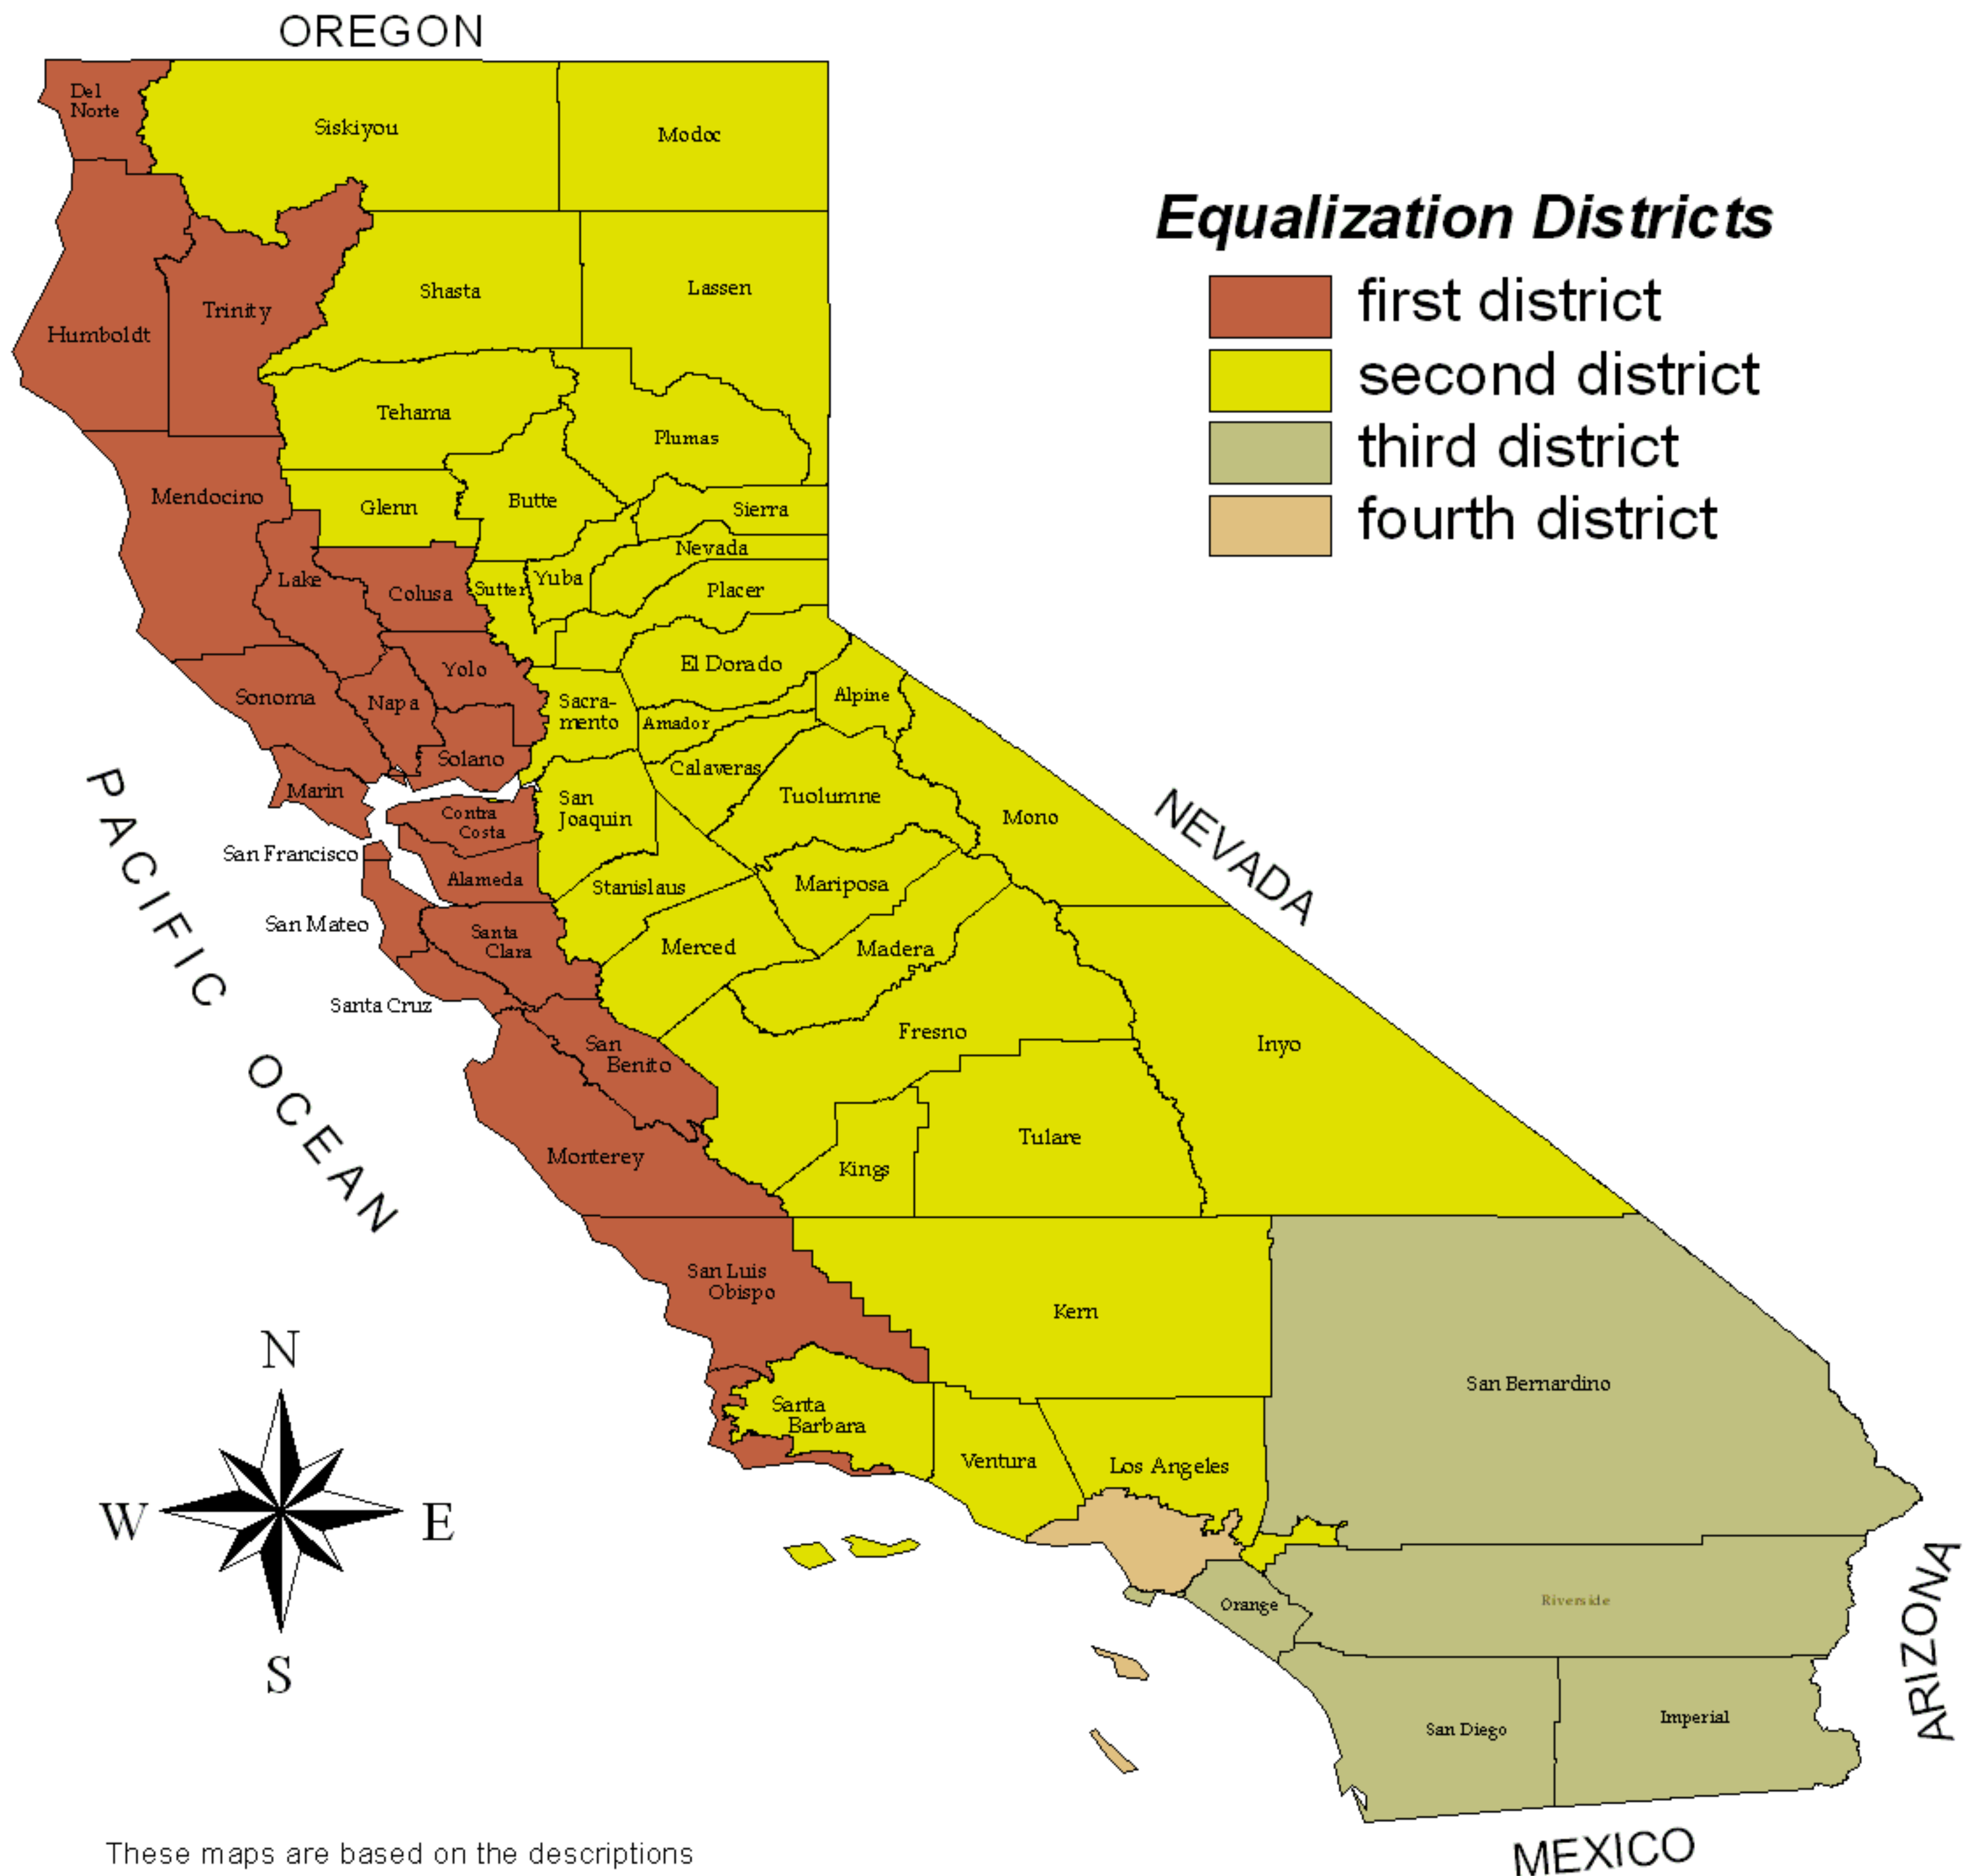 OREGON
Del
Norte
Siskiyou
Modoc
Equalization Districts
first district
second district
third district
fourth district
Shasta
Lassen
Trinity
Humboldt
Tehama
Plumas
Mendocino
Glenn
Butte
Sierra
Nevada
Lake
Colusa
Sutter
Yuba
Placer
El Dorado
Yolo
Sonoma
Napa
Sacra-
mento
Amador
Alpine
Solano
Calaveras
Marin
Contra
Costa
San
Joaquin
Tuolumne
Mono
NEVADA
PACIFIC OCEAN
San Francisco
Alameda
Stanislaus
Mariposa
San Mateo
Santa
Clara
Merced
Madera
Santa Cruz
San
Benito
Fresno
Inyo
Monterey
Kings
Tulare
San Luis
Obispo
Kern
San Bernardino
Santa
Barbara
Ventura
Los Angeles
N
W
E
S
Orange
Riverside
ARIZONA
San Diego
Imperial
MEXICO
These maps are based on the descriptions